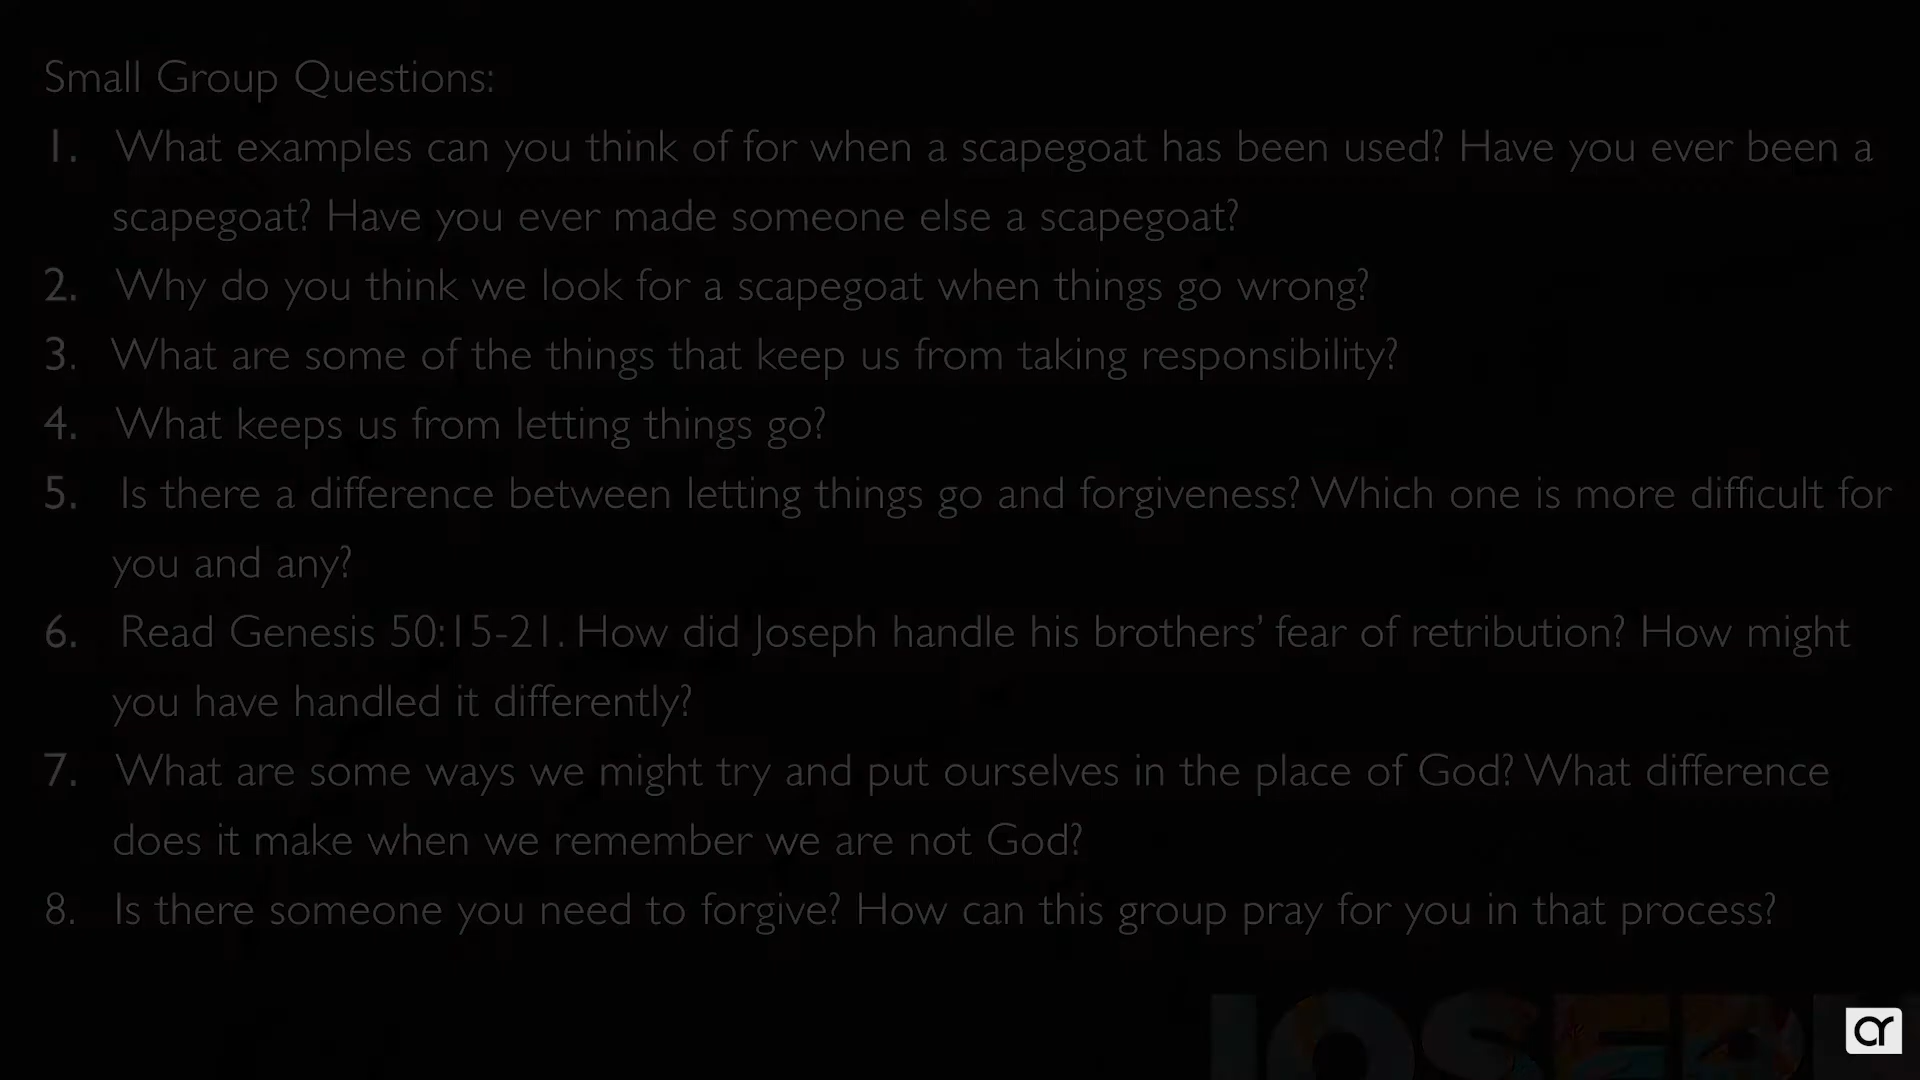 Small Group Questions:
1. What examples can you think of for when a scapegoat has been used? Have you ever been a
scapegoat? Have you ever made someone else a scapegoat?
2. Why do you think we look for a scapegoat when things go wrong?
3. What are some of the things that keep us from taking responsibility?
4. What keeps us from letting things go?
5. Is there a difference between letting things go and forgiveness? Which one is more difficult for
you and any?
6. Read Genesis 50:15-21. How did Joseph handle his brothers’ fear of retribution? How might
you have handled it differently?
7. What are some ways we might try and put ourselves in the place of God? What difference
does it make when we remember we are not God?
8. Is there someone you need to forgive? How can this group pray for you in that process?